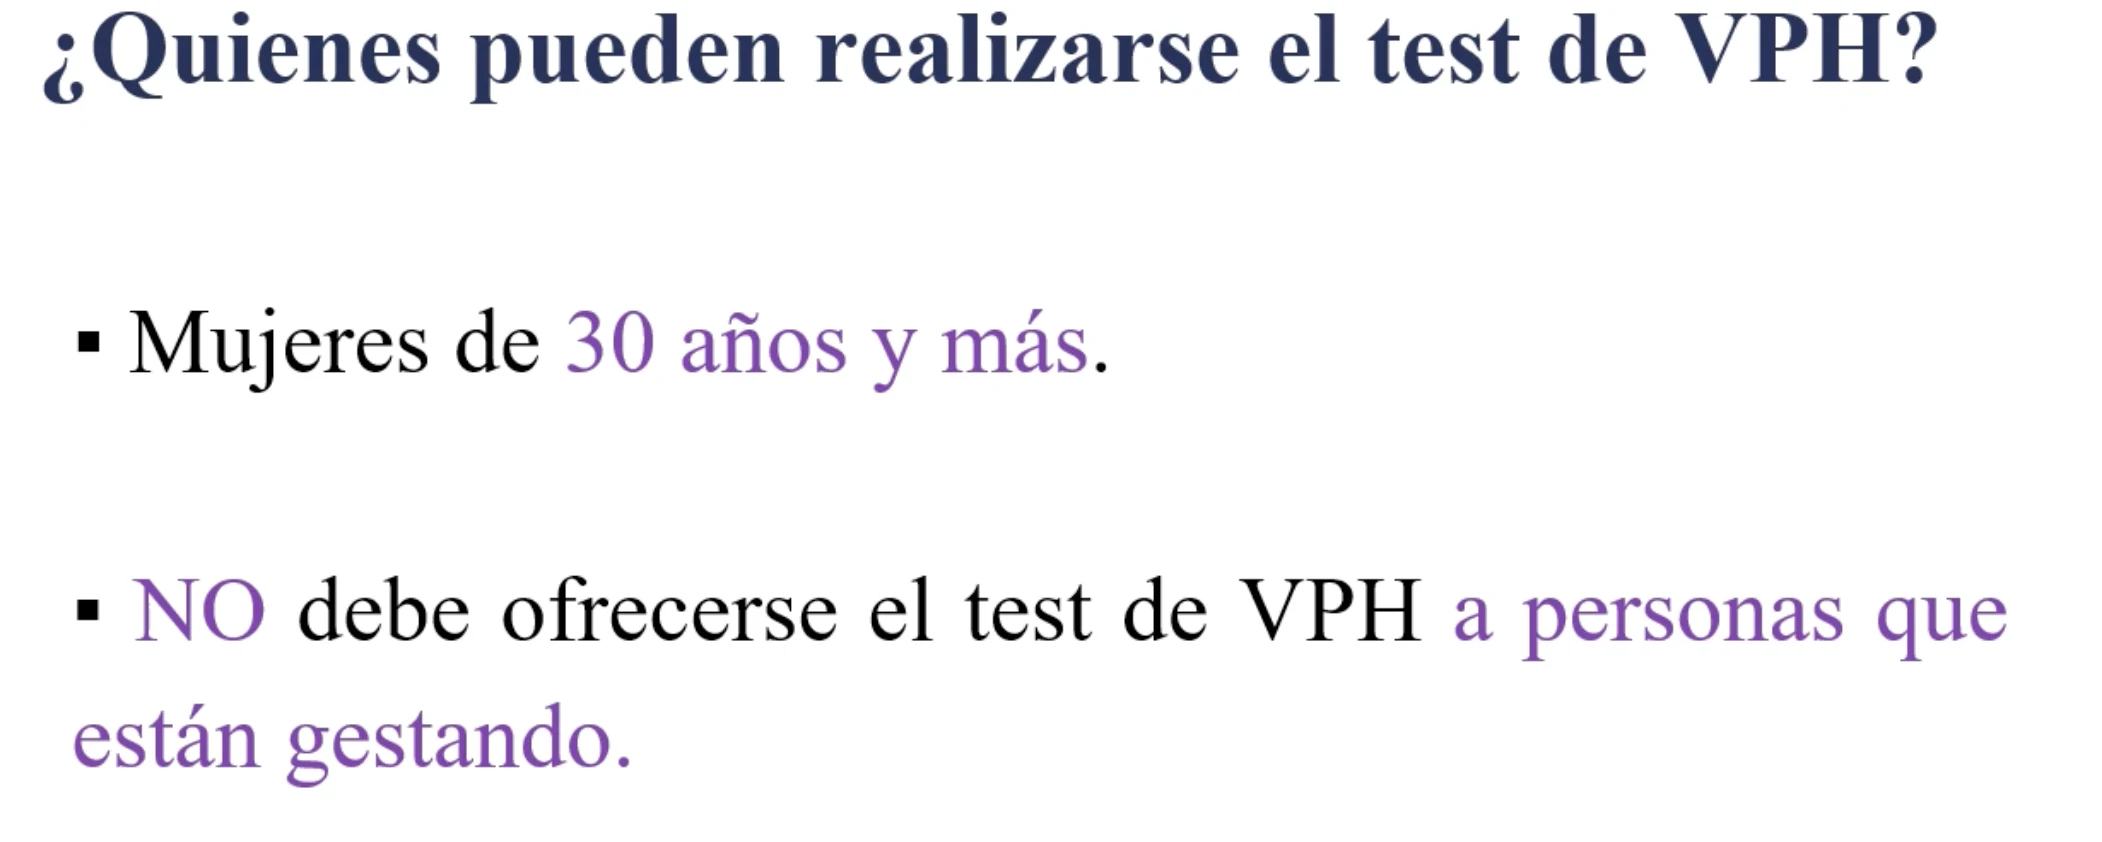 ¿Quienes pueden realizarse el test de VPH?
▪ Mujeres de 30 años y más.
▪ NO debe ofrecerse el test de VPH a personas que
están gestando.